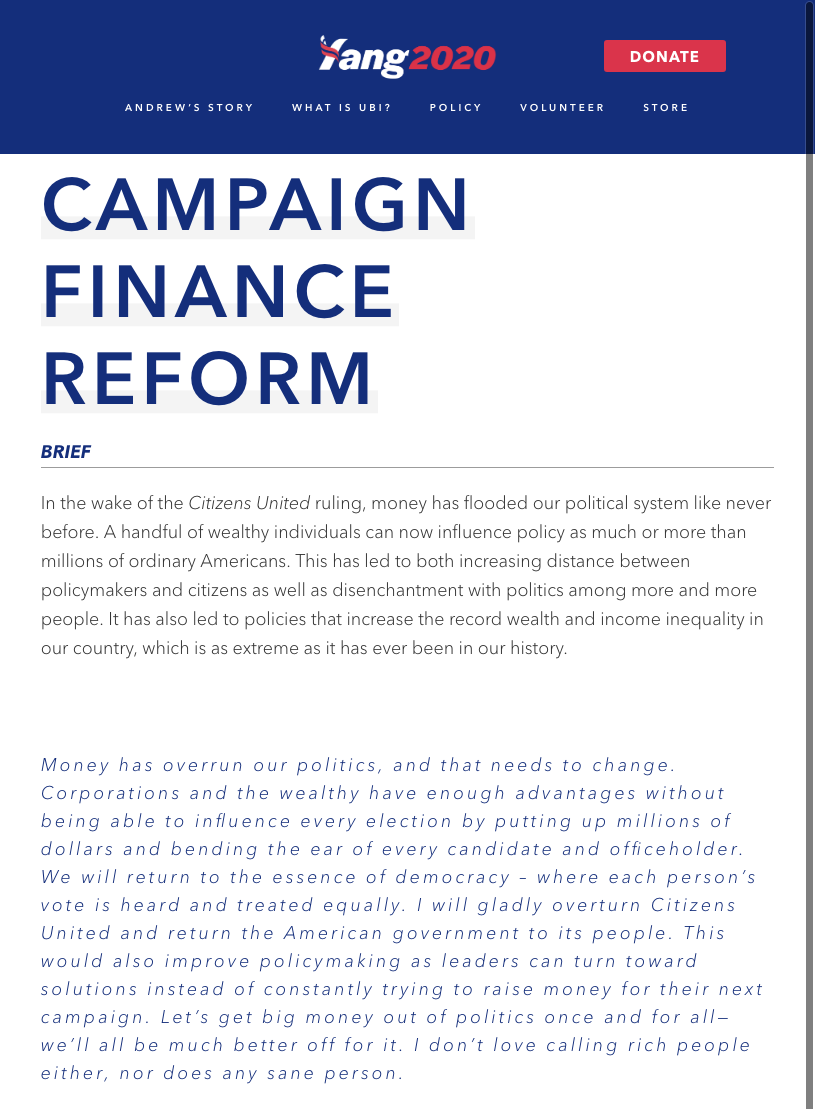 Yang2020
DONATE
ANDREW’S STORY WHAT IS UBI? POLICY VOLUNTEER STORE
CAMPAIGN
FINANCE
REFORM
BRIEF
In the wake of the Citizens United ruling, money has flooded our political system like never
before. A handful of wealthy individuals can now influence policy as much or more than
millions of ordinary Americans. This has led to both increasing distance between
policymakers and citizens as well as disenchantment with politics among more and more
people. It has also led to policies that increase the record wealth and income inequality in
our country, which is as extreme as it has ever been in our history.
Money has overrun our politics, and that needs to change.
Corporations and the wealthy have enough advantages without
being able to influence every election by putting up millions of
dollars and bending the ear of every candidate and officeholder.
We will return to the essence of democracy – where each person’s
vote is heard and treated equally. I will gladly overturn Citizens
United and return the American government to its people. This
would also improve policymaking as leaders can turn toward
solutions instead of constantly trying to raise money for their next
campaign. Let’s get big money out of politics once and for all—
we’ll all be much better off for it. I don’t love calling rich people
either, nor does any sane person.